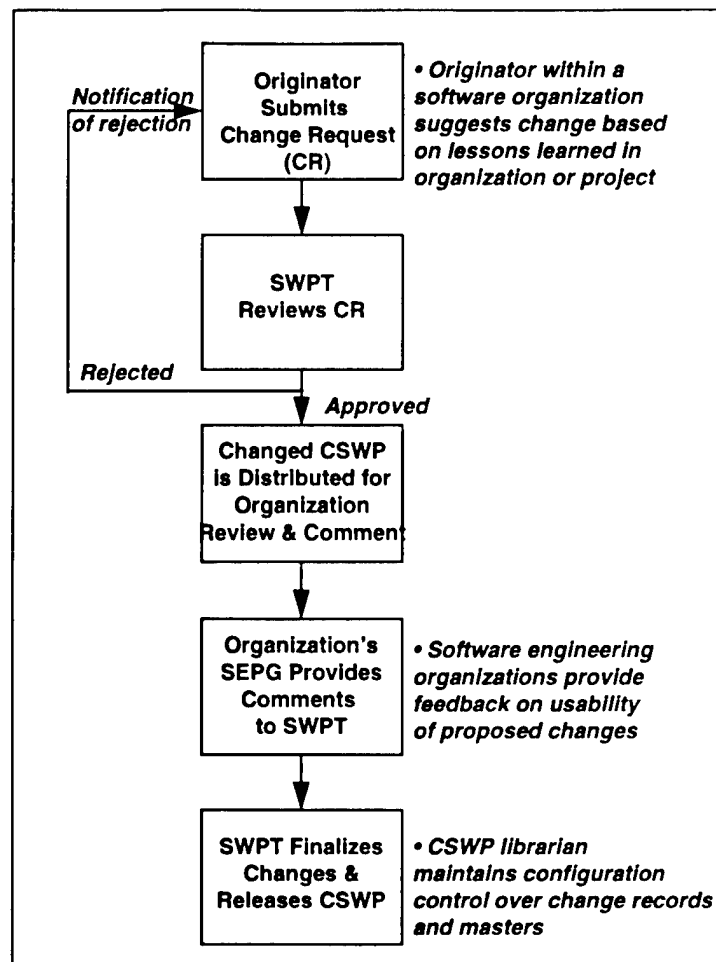 Notification
of rejection
Originator
Submits
Change Request
(CR)
• Originator within a
software organization
suggests change based
on lessons learned in
organization or project
SWPT
Reviews CR
Rejected
Approved
Changed CSWP
is Distributed for
Organization
Review & Comment
Organization's
SEPG Provides
Comments
to SWPT
• Software engineering
organizations provide
feedback on usability
of proposed changes
SWPT Finalizes
Changes &
Releases CSWP
• CSWP librarian
maintains configuration
control over change records
and masters